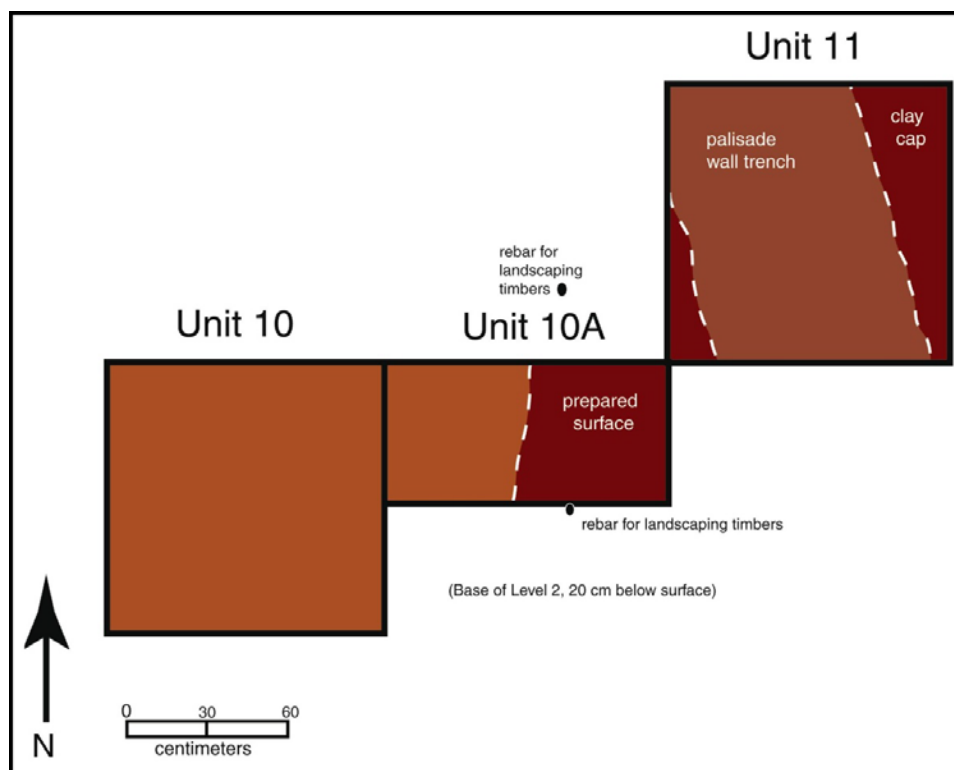 Unit 11
palisade
wall trench
clay
cap
rebar for
landscaping
timbers
Unit 10
Unit 10A
prepared
surface
rebar for landscaping timbers
(Base of Level 2, 20 cm below surface)
0 30 60
centimeters
N